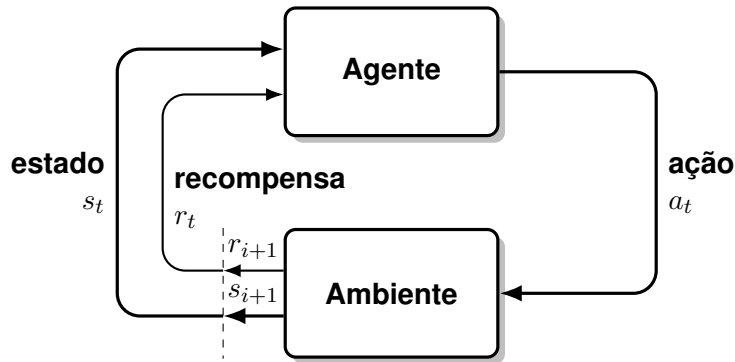 Agente
estado
s_t
recompensa
r_t
ação
a_t
r_{i+1}
s_{i+1}
Ambiente